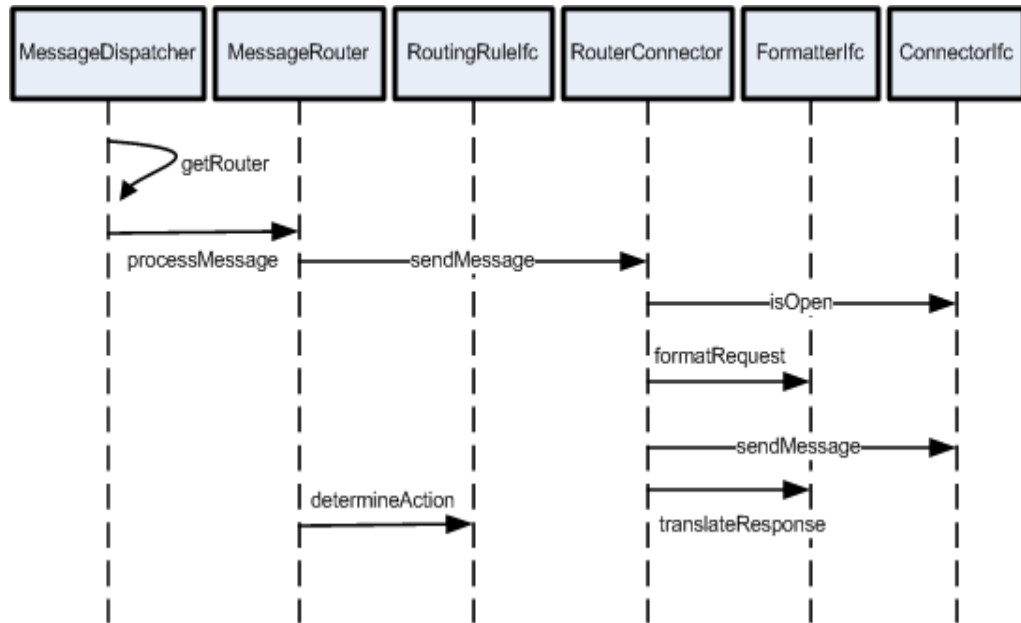 MessageDispatcher
MessageRouter
RoutingRuleIfc
RouterConnector
FormatterIfc
ConnectorIfc
getRouter
processMessage
sendMessage
isOpen
formatRequest
sendMessage
determineAction
translateResponse